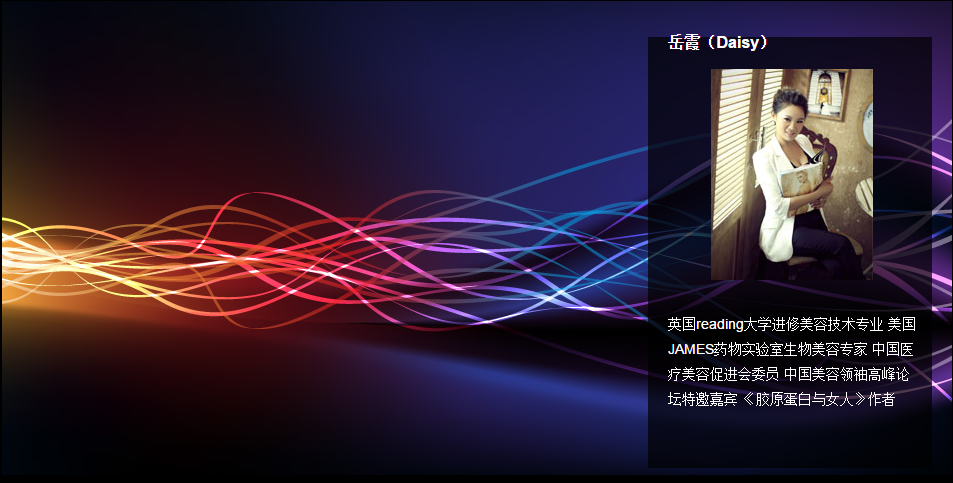 岳霞（Daisy）
英国reading大学进修美容技术专业 美国
JAMES药物实验室生物美容专家 中国医
疗美容促进会委员 中国美容领袖高峰论
坛特邀嘉宾 《胶原蛋白与女人》作者